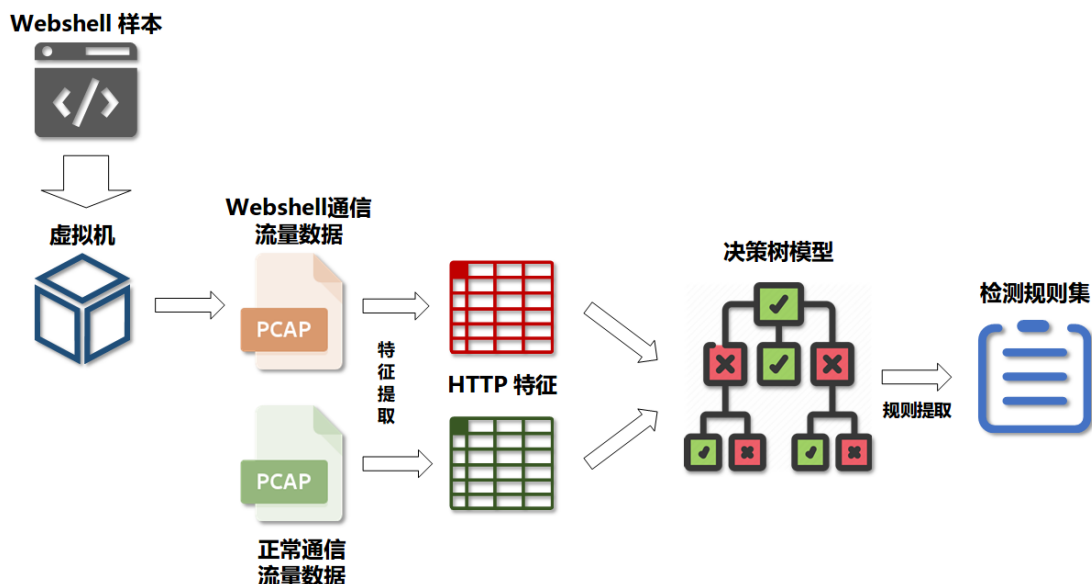 Webshell 样本
虚拟机
Webshell通信
流量数据
PCAP
特征提取
HTTP 特征
PCAP
正常通信
流量数据
决策树模型
规则提取
检测规则集